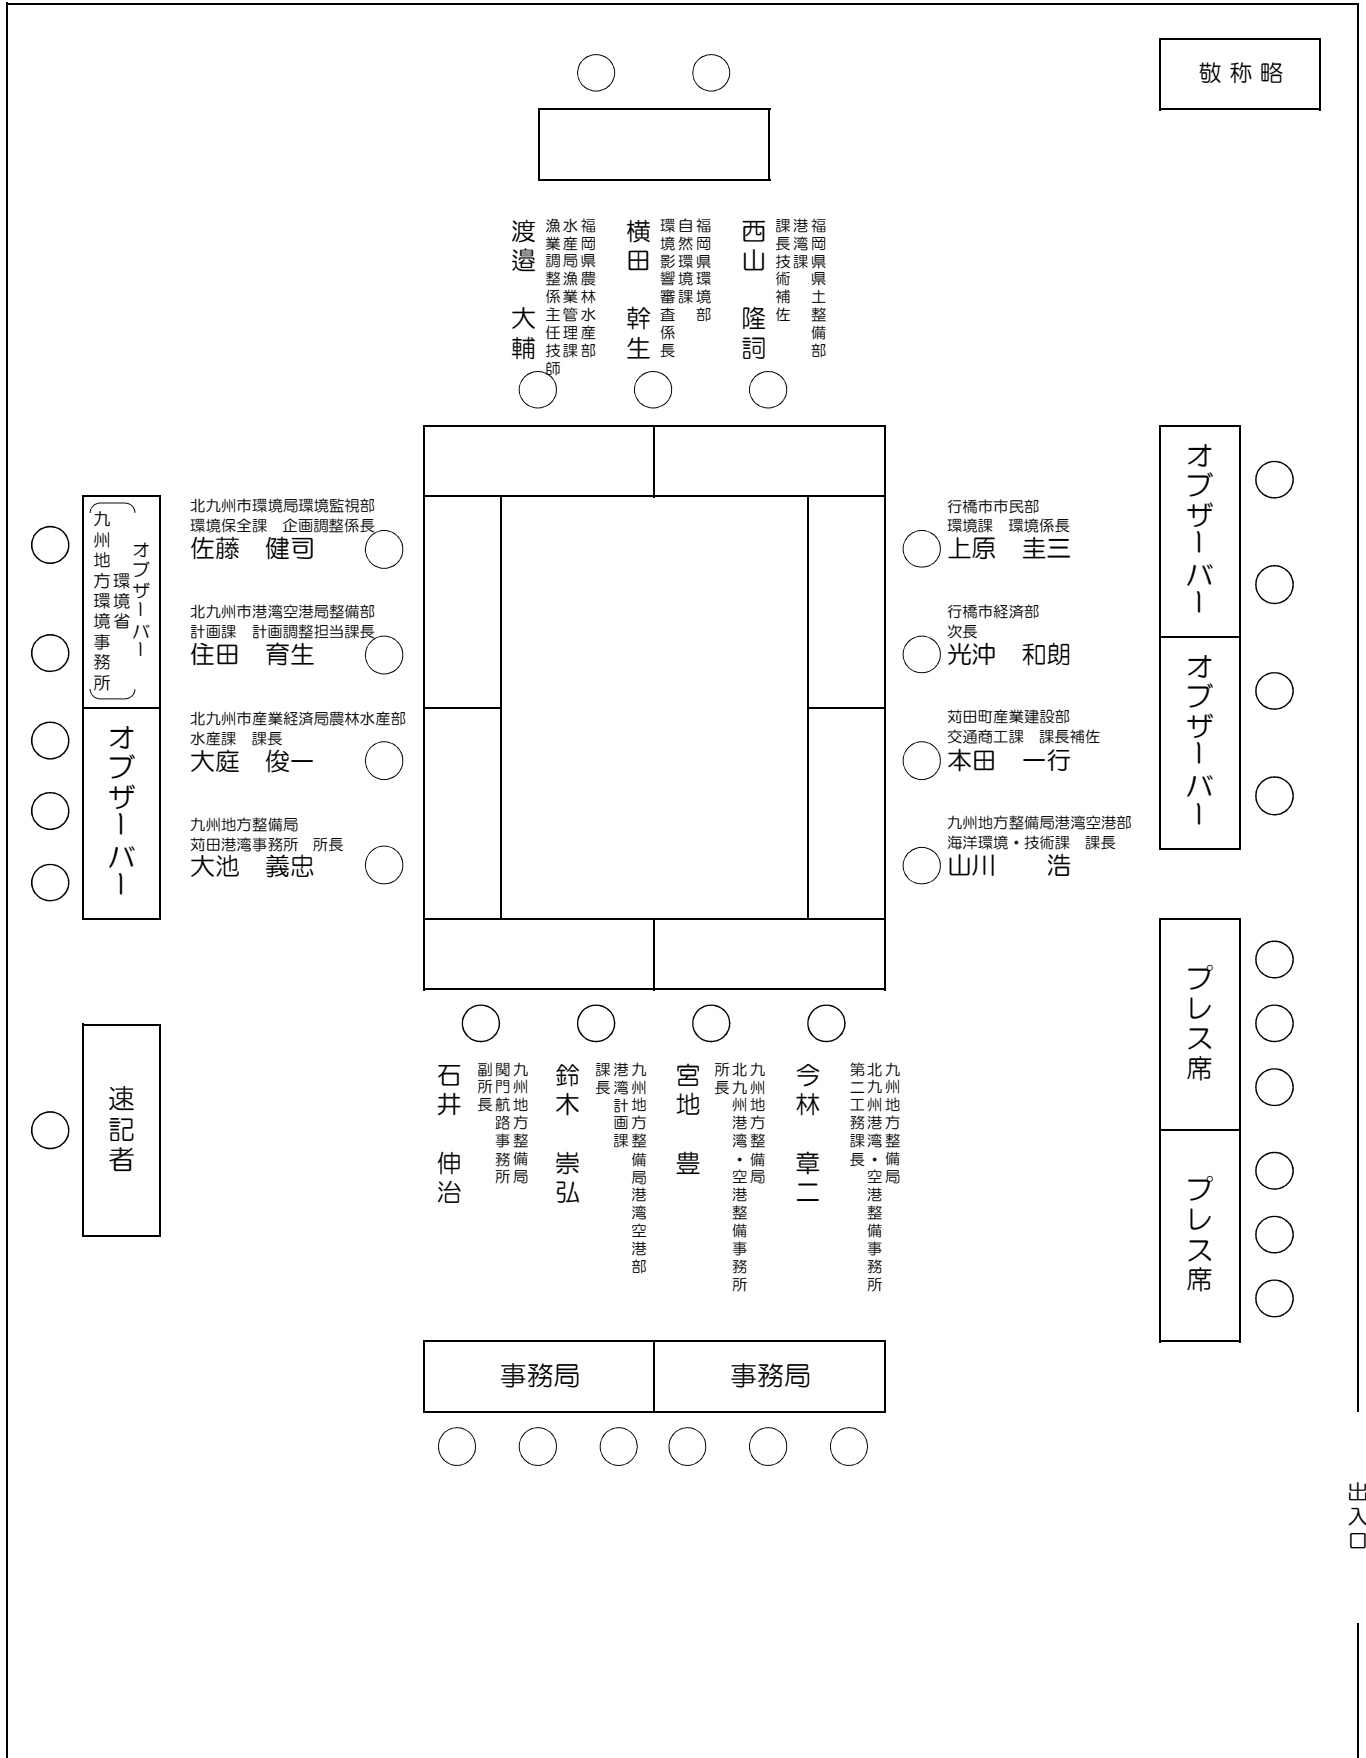 敬称略
福岡県県土整備部
港湾課
課長技術補佐
西山　隆詞
福岡県環境部
自然環境課
環境影響審査係長
横田　幹生
福岡県農林水産部
水産局漁業管理課
漁業調整係主任技師
渡邉　大輔
オブザーバー
環境省
九州地方環境事務所
オブザーバー
速記者
北九州市環境局環境監視部
環境保全課　企画調整係長
佐藤　健司
北九州市港湾空港局整備部
計画課　計画調整担当課長
住田　育生
北九州市産業経済局農林水産部
水産課　課長
大庭　俊一
九州地方整備局
苅田港湾事務所　所長
大池　義忠
行橋市市民部
環境課　環境係長
上原　圭三
行橋市経済部
次長
光沖　和朗
苅田町産業建設部
交通商工課　課長補佐
本田　一行
九州地方整備局港湾空港部
海洋環境・技術課　課長
山川　浩
オブザーバー
オブザーバー
プレス席
プレス席
九州地方整備局
北九州港湾・空港整備事務所
第二工務課長
今林　章二
九州地方整備局
北九州港湾・空港整備事務所
所長
宮地　豊
九州地方整備局港湾空港部
港湾計画課
課長
鈴木　崇弘
九州地方整備局
関門航路事務所
副所長
石井　伸治
事務局
事務局
出入口